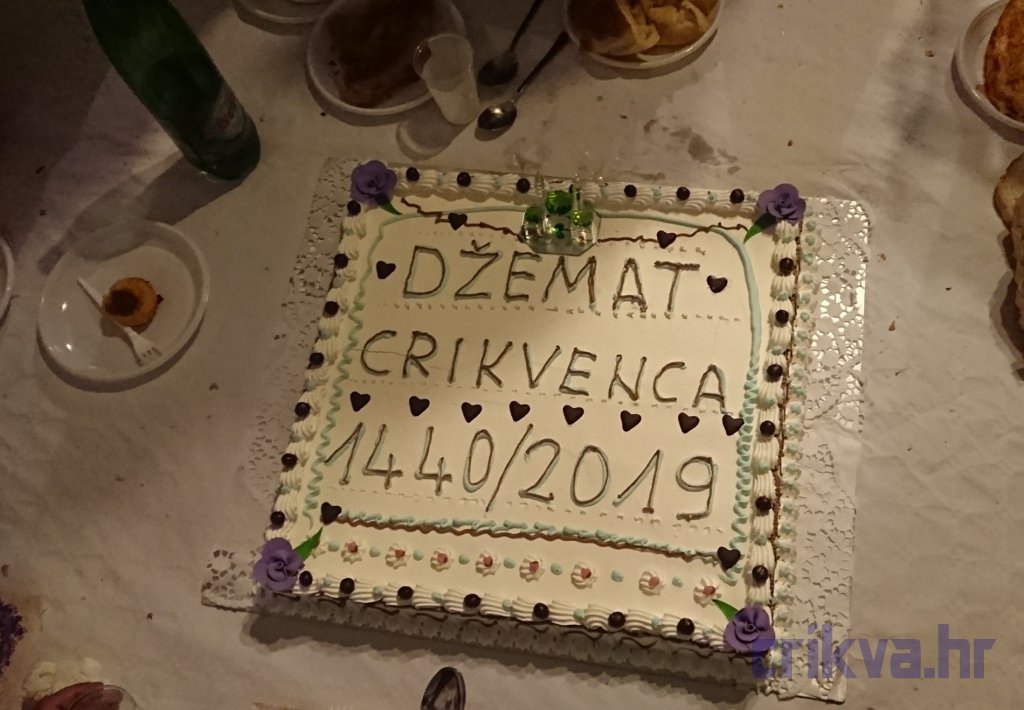 DŽEMAT
CRIKVENCA
1440/2019
crikva.hr